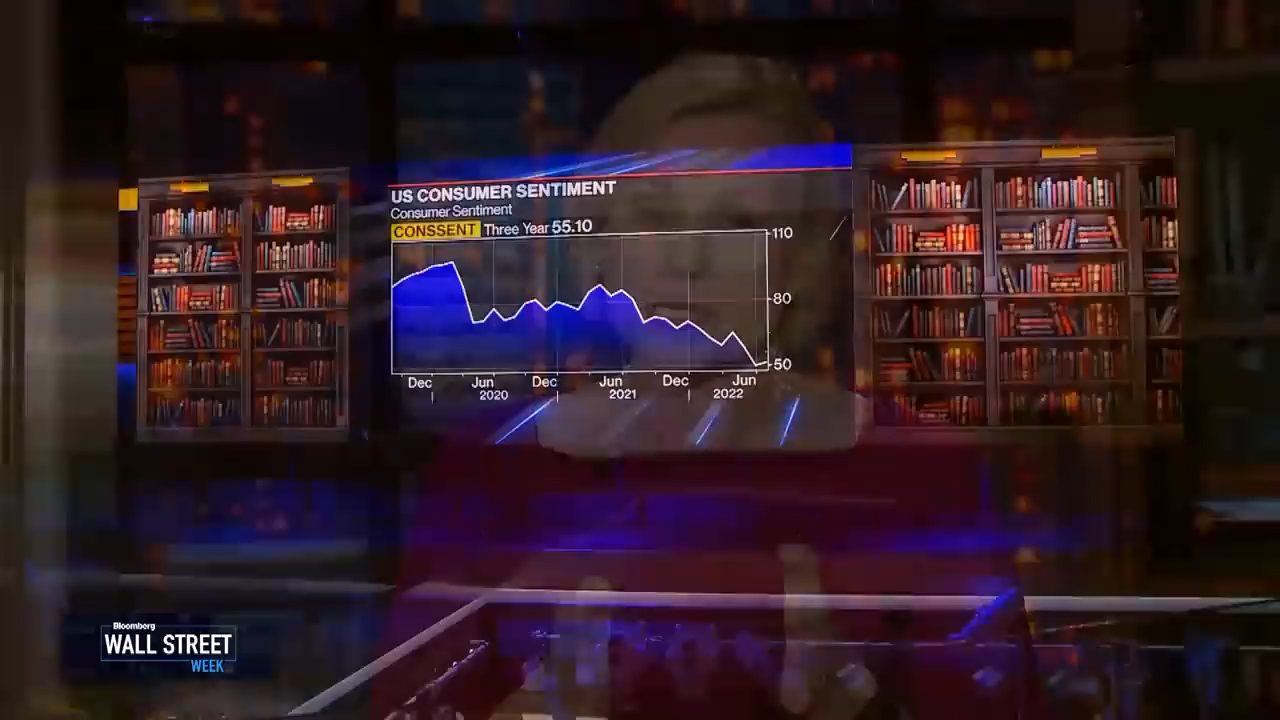 US CONSUMER SENTIMENT
Consumer Sentiment
CONSSENT Three Year 55.10
110
80
50
Dec Jun Dec Jun Dec Jun
2020 2021 2022
Bloomberg
WALL STREET
WEEK